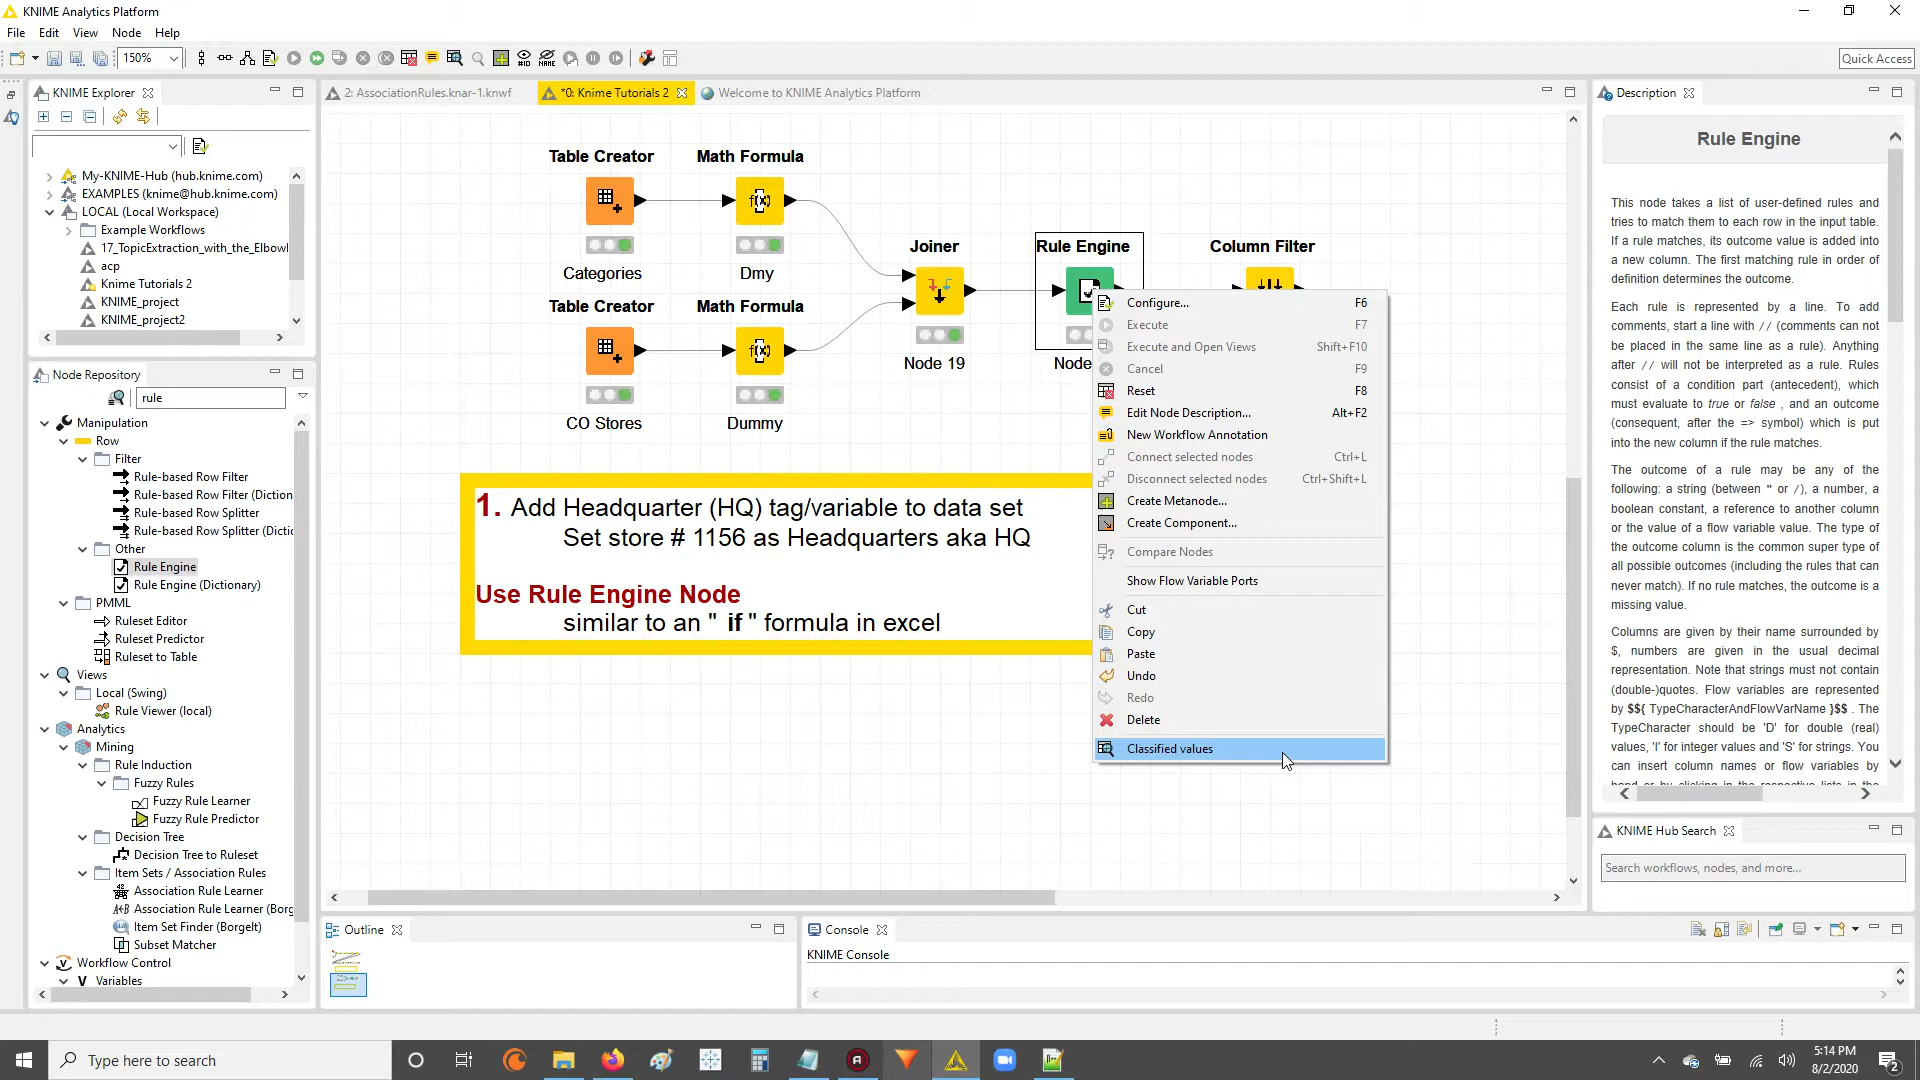 KNIME Analytics Platform
File Edit View Node Help
150%
Quick Access
KNIME Explorer
My-KNIME-Hub (hub.knime.com)
EXAMPLES (knime@hub.knime.com)
LOCAL (Local Workspace)
Example Workflows
17_TopicExtraction_with_the_Elbowl
acp
Knime Tutorials 2
KNIME_project
KNIME_project2
Node Repository
rule
Manipulation
Row
Filter
Rule-based Row Filter
Rule-based Row Filter (Diction
Rule-based Row Splitter
Rule-based Row Splitter (Dictic
Other
Rule Engine
Rule Engine (Dictionary)
PMML
Ruleset Editor
Ruleset Predictor
Ruleset to Table
Views
Local (Swing)
Rule Viewer (local)
Analytics
Mining
Rule Induction
Fuzzy Rules
Fuzzy Rule Learner
Fuzzy Rule Predictor
Decision Tree
Decision Tree to Ruleset
Item Sets / Association Rules
Association Rule Learner
Association Rule Learner (Borg
Item Set Finder (Borgelt)
Subset Matcher
Workflow Control
Variables
2: AssociationRules.knar-1.knwf
*0: Knime Tutorials 2
Welcome to KNIME Analytics Platform
Table Creator Math Formula
Categories Dmy
Table Creator Math Formula
CO Stores Dummy
Joiner
Node 19
Rule Engine
Node
Column Filter
1. Add Headquarter (HQ) tag/variable to data set
Set store # 1156 as Headquarters aka HQ
Use Rule Engine Node
similar to an " if " formula in excel
Configure... F6
Execute F7
Execute and Open Views Shift+F10
Cancel F9
Reset F8
Edit Node Description... Alt+F2
New Workflow Annotation
Connect selected nodes Ctrl+L
Disconnect selected nodes Ctrl+Shift+L
Create Metanode...
Create Component...
Compare Nodes
Show Flow Variable Ports
Cut
Copy
Paste
Undo
Redo
Delete
Classified values
Description
Rule Engine
This node takes a list of user-defined rules and
tries to match them to each row in the input table.
If a rule matches, its outcome value is added into
a new column. The first matching rule in order of
definition determines the outcome.
Each rule is represented by a line. To add
comments, start a line with // (comments can not
be placed in the same line as a rule). Anything
after // will not be interpreted as a rule. Rules
consist of a condition part (antecedent), which
must evaluate to true or false , and an outcome
(consequent, after the => symbol) which is put
into the new column if the rule matches.
The outcome of a rule may be any of the
following: a string (between " or /), a number, a
boolean constant, a reference to another column
or the value of a flow variable value. The type of
the outcome column is the common super type of
all possible outcomes (including the rules that can
never match). If no rule matches, the outcome is a
missing value.
Columns are given by their name surrounded by
$, numbers are given in the usual decimal
representation. Note that strings must not contain
(double-)quotes. Flow variables are represented
by $${ TypeCharacterAndFlowVarName }$$ . The
TypeCharacter should be 'D' for double (real)
values, 'I' for integer values and 'S' for strings. You
can insert column names or flow variables by
hand or by clicking in the respective lists in the
KNIME Hub Search
Search workflows, nodes, and more...
Outline
Console
KNIME Console
Type here to search
5:14 PM
8/2/2020
2